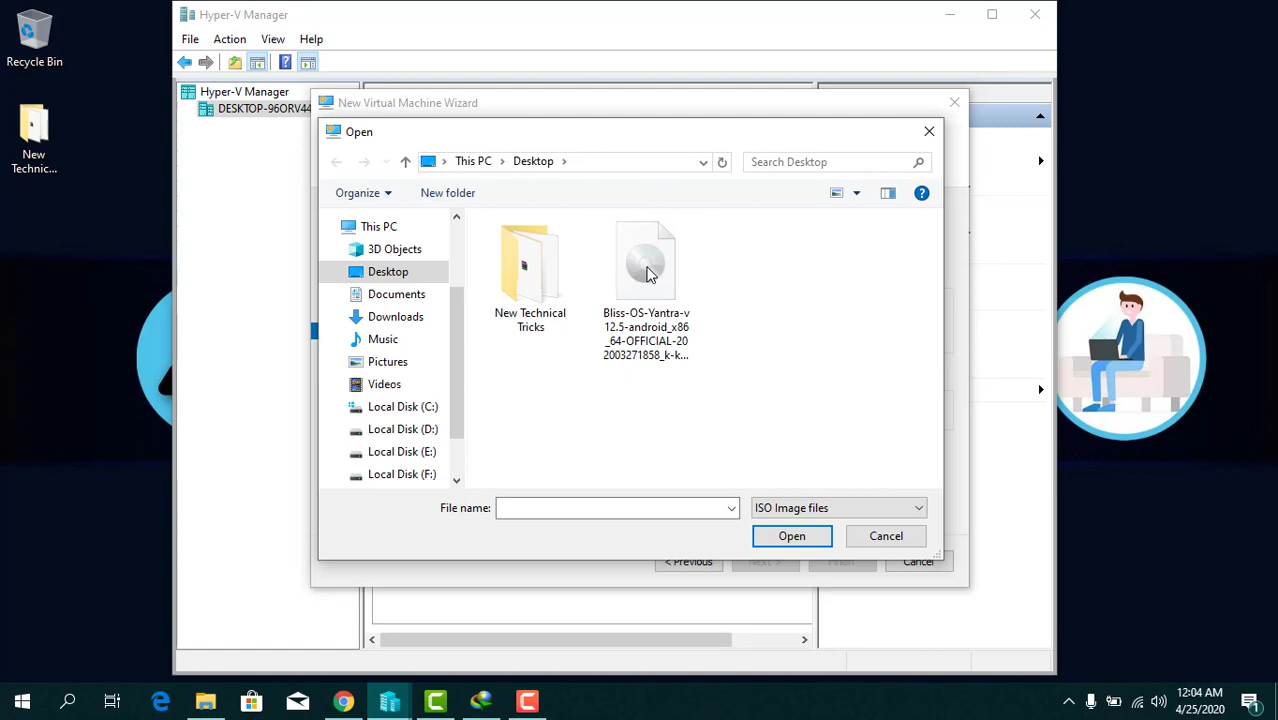 Hyper-V Manager
Recycle Bin
File Action View Help
Hyper-V Manager
DESKTOP-96ORV44
New
Technic...
New Virtual Machine Wizard
Open
This PC Desktop
Search Desktop
Organize
New folder
This PC
3D Objects
Desktop
Documents
Downloads
Music
Pictures
Videos
Local Disk (C:)
Local Disk (D:)
Local Disk (E:)
Local Disk (F:)
New Technical
Tricks
Bliss-OS-Yantra-v
12.5-android_x86
_64-OFFICIAL-20
2003271858_k-k...
File name:
ISO Image files
Open
Cancel
< Previous
Next >
Finish
Cancel
12:04 AM
4/25/2020
1